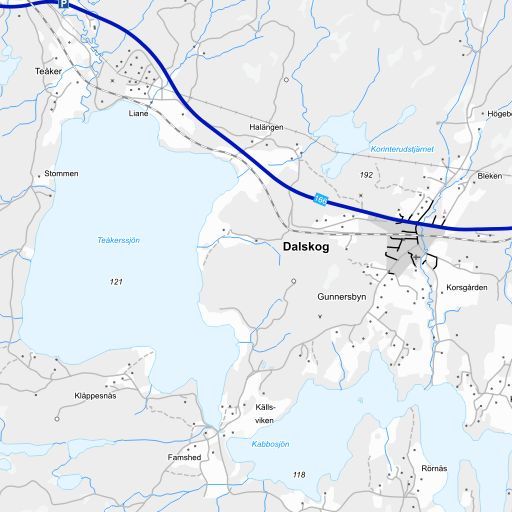 P
Teåker
Liane
Halängen
Högebo
Korinterudstjärnet
Stommen
192
Bleken
166
Teåkerssjön
Dalskog
121
Korsgården
Gunnersbyn
Kläppesnäs
Källs-
viken
Kabbosjön
Famshed
118
Rörnäs